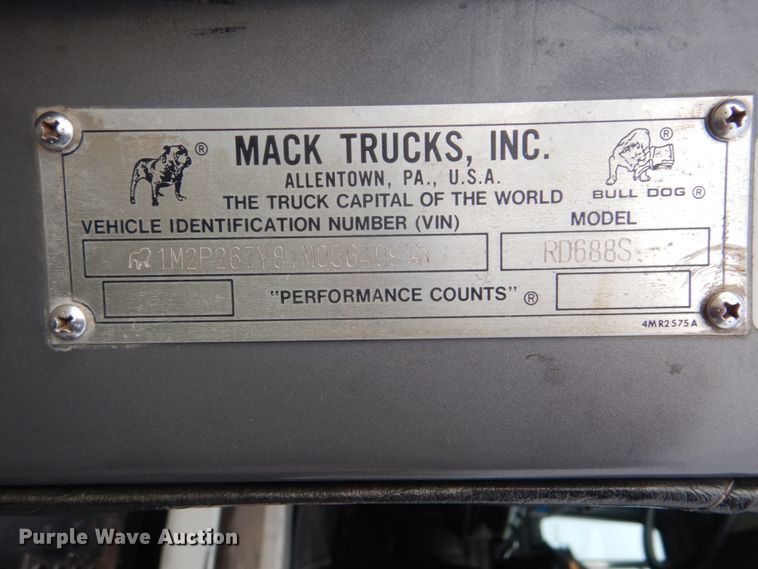 MACK TRUCKS, INC.
ALLENTOWN, PA., U.S.A.
THE TRUCK CAPITAL OF THE WORLD
BULL DOG ®
VEHICLE IDENTIFICATION NUMBER (VIN)
MODEL
1M2P267Y81M056409
RD688S
"PERFORMANCE COUNTS" ®
4MR2575A
Purple Wave Auction